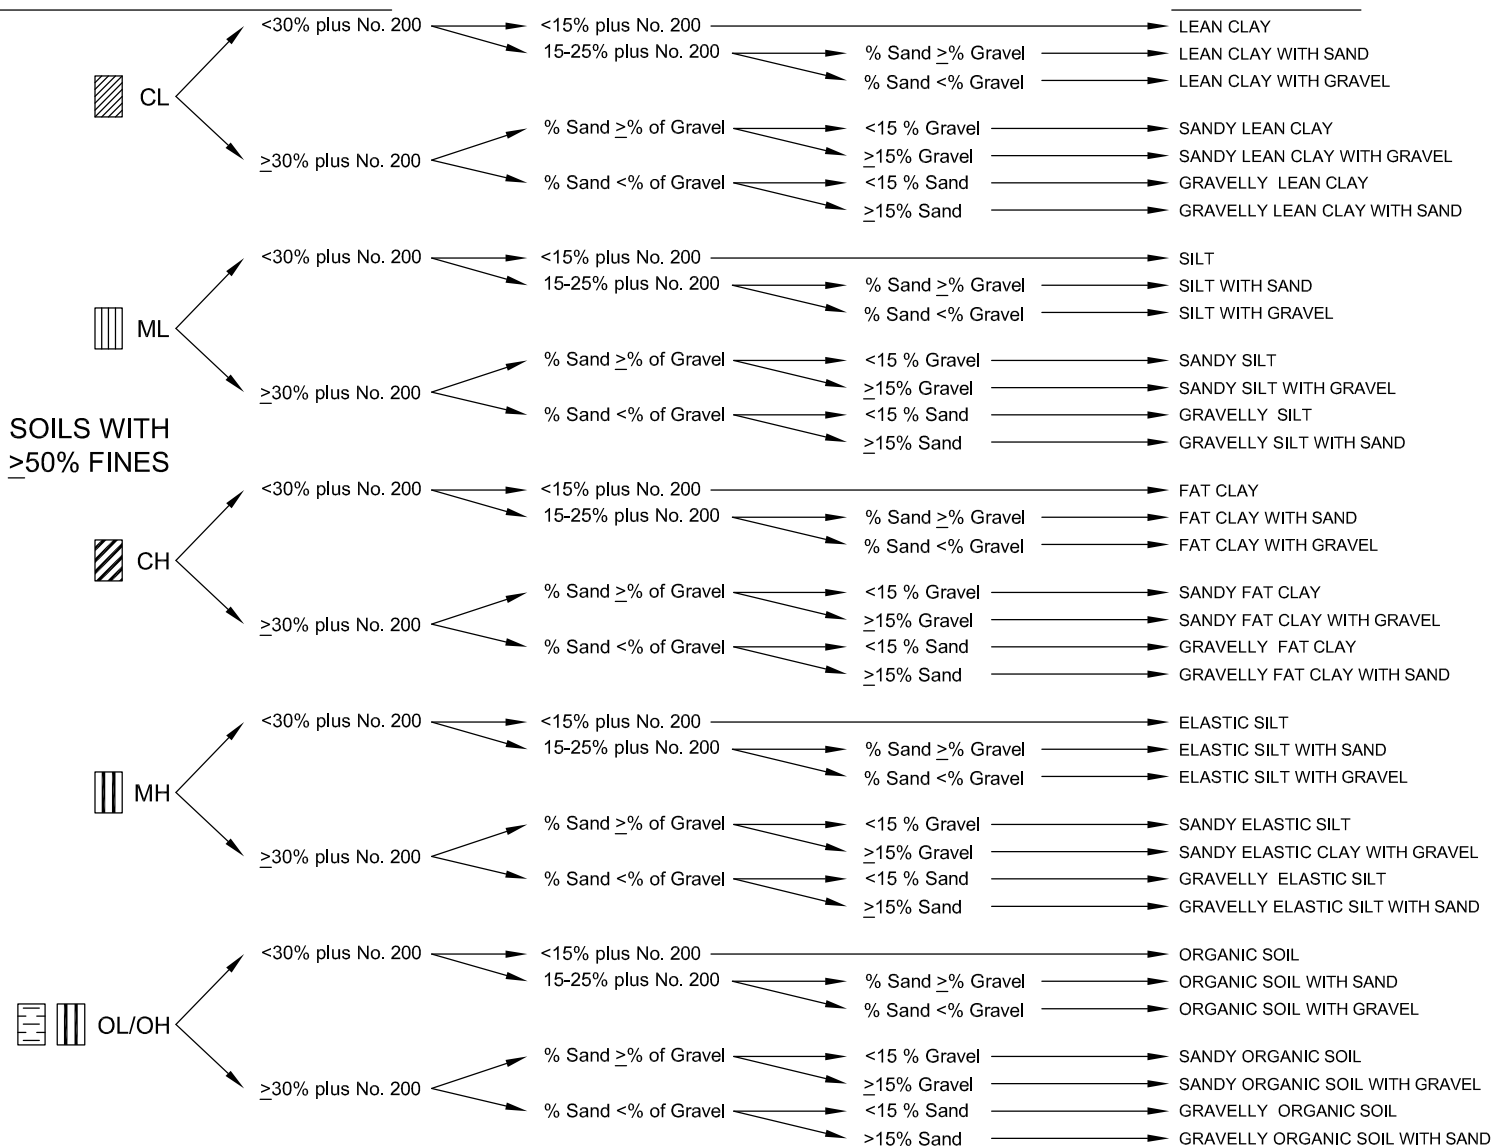 <30% plus No. 200 <15% plus No. 200 LEAN CLAY
15-25% plus No. 200 % Sand ≥% Gravel LEAN CLAY WITH SAND
% Sand <% Gravel LEAN CLAY WITH GRAVEL
CL
% Sand ≥% of Gravel <15 % Gravel SANDY LEAN CLAY
≥30% plus No. 200 ≥15% Gravel SANDY LEAN CLAY WITH GRAVEL
% Sand <% of Gravel <15 % Sand GRAVELLY LEAN CLAY
≥15% Sand GRAVELLY LEAN CLAY WITH SAND
<30% plus No. 200 <15% plus No. 200 SILT
15-25% plus No. 200 % Sand ≥% Gravel SILT WITH SAND
% Sand <% Gravel SILT WITH GRAVEL
ML
% Sand ≥% of Gravel <15 % Gravel SANDY SILT
≥30% plus No. 200 ≥15% Gravel SANDY SILT WITH GRAVEL
% Sand <% of Gravel <15 % Sand GRAVELLY SILT
≥15% Sand GRAVELLY SILT WITH SAND
SOILS WITH
≥50% FINES
<30% plus No. 200 <15% plus No. 200 FAT CLAY
15-25% plus No. 200 % Sand ≥% Gravel FAT CLAY WITH SAND
% Sand <% Gravel FAT CLAY WITH GRAVEL
CH
% Sand ≥% of Gravel <15 % Gravel SANDY FAT CLAY
≥30% plus No. 200 ≥15% Gravel SANDY FAT CLAY WITH GRAVEL
% Sand <% of Gravel <15 % Sand GRAVELLY FAT CLAY
≥15% Sand GRAVELLY FAT CLAY WITH SAND
<30% plus No. 200 <15% plus No. 200 ELASTIC SILT
15-25% plus No. 200 % Sand ≥% Gravel ELASTIC SILT WITH SAND
% Sand <% Gravel ELASTIC SILT WITH GRAVEL
MH
% Sand ≥% of Gravel <15 % Gravel SANDY ELASTIC SILT
≥30% plus No. 200 ≥15% Gravel SANDY ELASTIC CLAY WITH GRAVEL
% Sand <% of Gravel <15 % Sand GRAVELLY ELASTIC SILT
≥15% Sand GRAVELLY ELASTIC SILT WITH SAND
<30% plus No. 200 <15% plus No. 200 ORGANIC SOIL
15-25% plus No. 200 % Sand ≥% Gravel ORGANIC SOIL WITH SAND
% Sand <% Gravel ORGANIC SOIL WITH GRAVEL
OL/OH
% Sand ≥% of Gravel <15 % Gravel SANDY ORGANIC SOIL
≥30% plus No. 200 ≥15% Gravel SANDY ORGANIC SOIL WITH GRAVEL
% Sand <% of Gravel <15 % Sand GRAVELLY ORGANIC SOIL
>15% Sand GRAVELLY ORGANIC SOIL WITH SAND